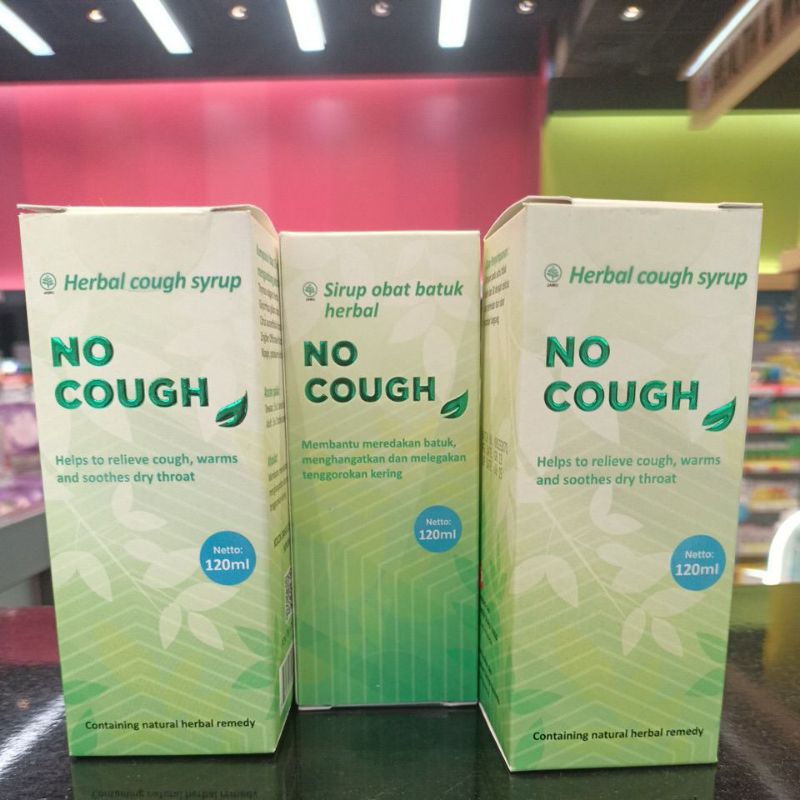 Herbal cough syrup
JAMU
NO
COUGH
Helps to relieve cough, warms
and soothes dry throat
Netto:
120ml
Containing natural herbal remedy
Sirup obat batuk
herbal
JAMU
NO
COUGH
Membantu meredakan batuk,
menghangatkan dan melegakan
tenggorokan kering
Netto:
120ml
Herbal cough syrup
JAMU
NO
COUGH
Helps to relieve cough, warms
and soothes dry throat
Netto:
120ml
Containing natural herbal remedy